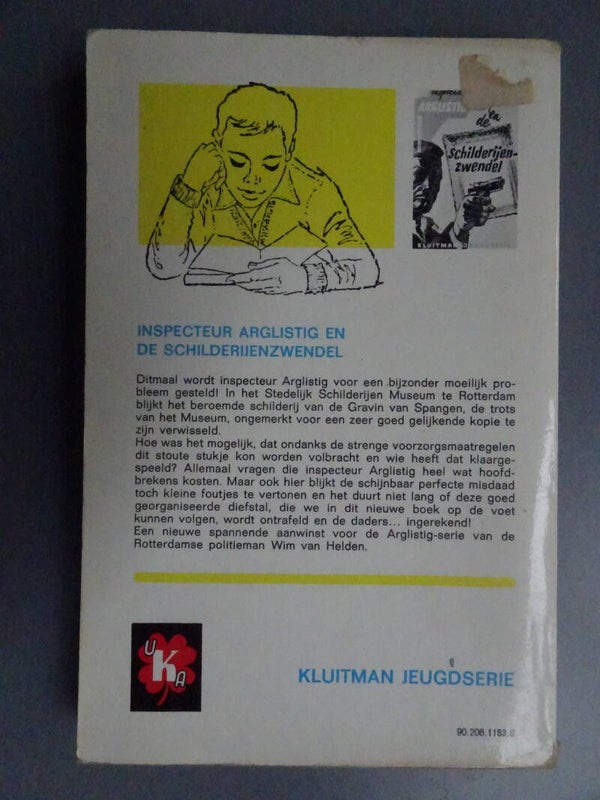 ARGLISTIG
en
de
Schilderijen-
zwendel
KLUITMAN
INSPECTEUR ARGLISTIG EN
DE SCHILDERIJENZWENDEL
Ditmaal wordt inspecteur Arglistig voor een bijzonder moeilijk pro-
bleem gesteld! In het Stedelijk Schilderijen Museum te Rotterdam
blijkt het beroemde schilderij van de Gravin van Spangen, de trots
van het Museum, ongemerkt voor een zeer goed gelijkende kopie te
zijn verwisseld.
Hoe was het mogelijk, dat ondanks de strenge voorzorgsmaatregelen
dit stoute stukje kon worden volbracht en wie heeft dat klaarge-
speeld? Allemaal vragen die inspecteur Arglistig heel wat hoofd-
brekens kosten. Maar ook hier blijkt de schijnbaar perfecte misdaad
toch kleine foutjes te vertonen en het duurt niet lang of deze goed
georganiseerde diefstal, die we in dit nieuwe boek op de voet
kunnen volgen, wordt ontrafeld en de daders... ingerekend!
Een nieuwe spannende aanwinst voor de Arglistig-serie van de
Rotterdamse politieman Wim van Helden.
UKA
KLUITMAN JEUGDSERIE